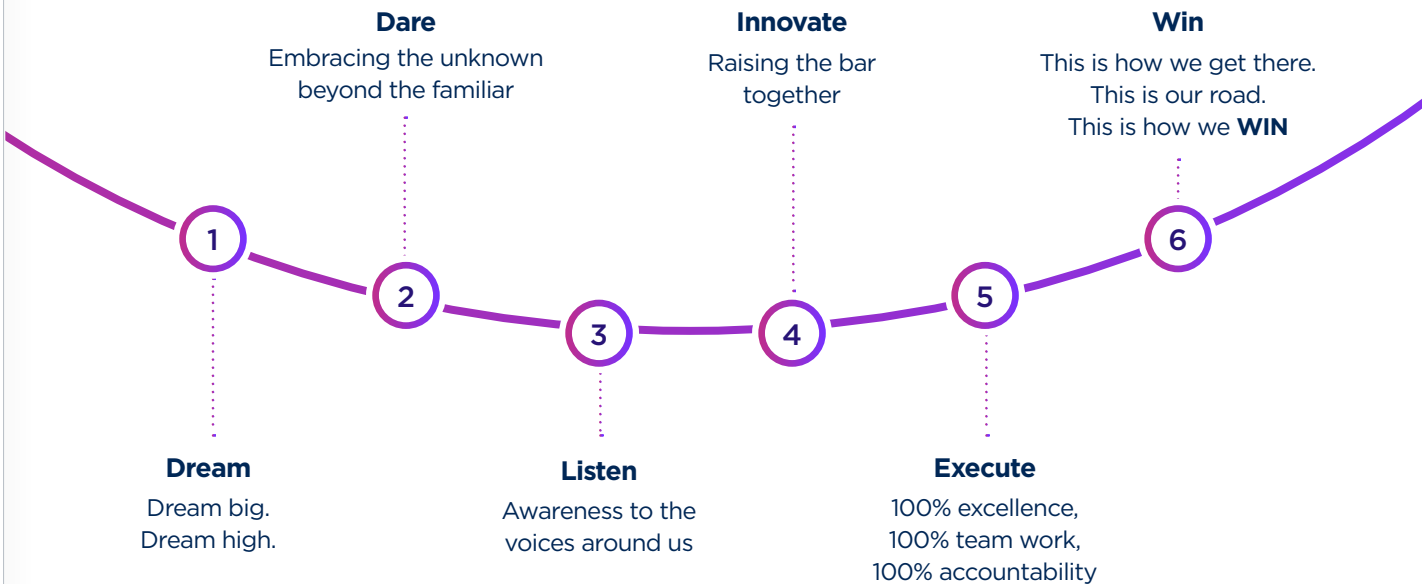 1
Dream
Dream big.
Dream high.
2
Dare
Embracing the unknown
beyond the familiar
3
Listen
Awareness to the
voices around us
4
Innovate
Raising the bar
together
5
Execute
100% excellence,
100% team work,
100% accountability
6
Win
This is how we get there.
This is our road.
This is how we WIN